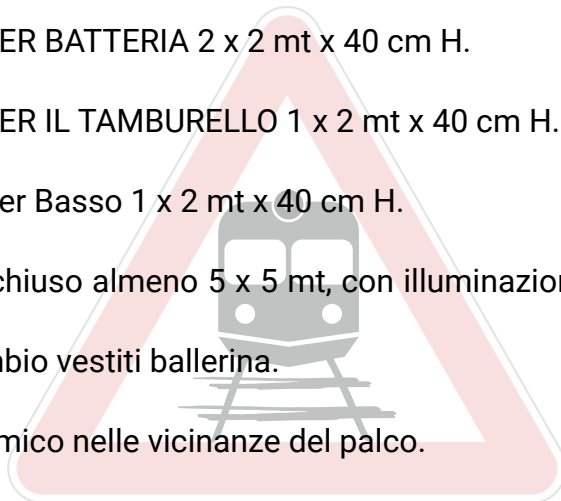 ER BATTERIA 2 x 2 mt x 40 cm H.
ER IL TAMBURELLO 1 x 2 mt x 40 cm H.
er Basso 1 x 2 mt x 40 cm H.
chiuso almeno 5 x 5 mt, con illuminazion
bio vestiti ballerina.
mico nelle vicinanze del palco.